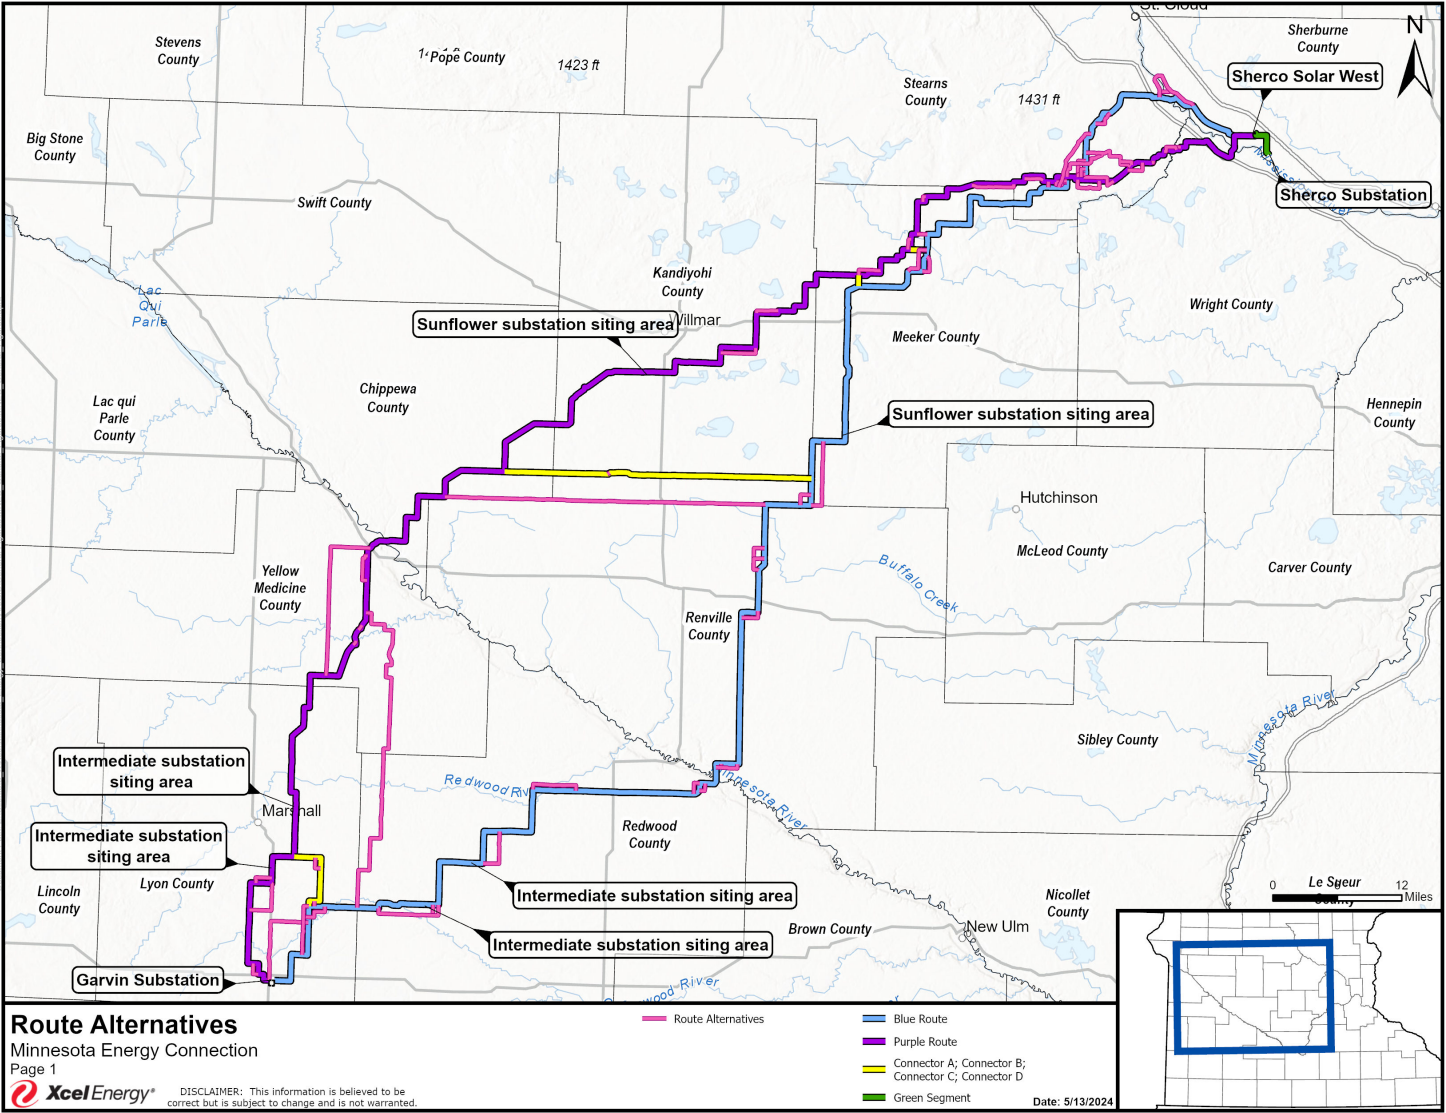 St. Cloud
N
Stevens
County
Pope County
1423 ft
Sherburne
County
Sherco Solar West
Stearns
County
1431 ft
Big Stone
County
Sherco Substation
Swift County
Kandiyohi
County
Lac
Qui
Parle
Wright County
Sunflower substation siting area
Willmar
Meeker County
Chippewa
County
Lac qui
Parle
County
Hennepin
County
Sunflower substation siting area
Hutchinson
McLeod County
Carver County
Yellow
Medicine
County
Buffalo Creek
Renville
County
Minnesota River
Sibley County
Intermediate substation
siting area
Redwood
Minnesota River
Marshall
Redwood
County
Intermediate substation
siting area
Lyon County
Lincoln
County
Intermediate substation siting area
Nicollet
County
Le Sueur
County
0 6 12
Miles
Brown County
New Ulm
Intermediate substation siting area
Garvin Substation
River
Route Alternatives
Minnesota Energy Connection
Page 1
Xcel Energy®
DISCLAIMER: This information is believed to be
correct but is subject to change and is not warranted.
Route Alternatives
Blue Route
Purple Route
Connector A; Connector B;
Connector C; Connector D
Green Segment
Date: 5/13/2024